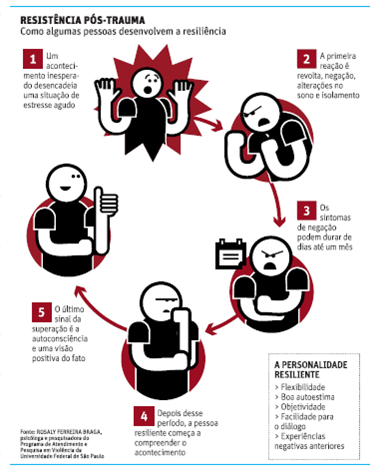 RESISTÊNCIA PÓS-TRAUMA
Como algumas pessoas desenvolvem a resiliência
1 Um
aconteci-
mento inespera-
do desencadeia
uma situação de
estresse agudo
2 A primeira
reação é
revolta, negação,
alterações no
sono e isolamento
3 Os
sintomas
de negação
podem durar de
dias até um mês
4 Depois desse
período, a pessoa
resiliente começa a
compreender o
acontecimento
5 O último
sinal da
superação é a
autoconsciência
e uma visão
positiva do fato
A PERSONALIDADE
RESILIENTE
> Flexibilidade
> Boa autoestima
> Objetividade
> Facilidade para
o diálogo
> Experiências
negativas anteriores
Fonte: ROSALY FERREIRA BRAGA,
psicóloga e pesquisadora do
Programa de Atendimento e
Pesquisa em Violência da
Universidade Federal de São Paulo